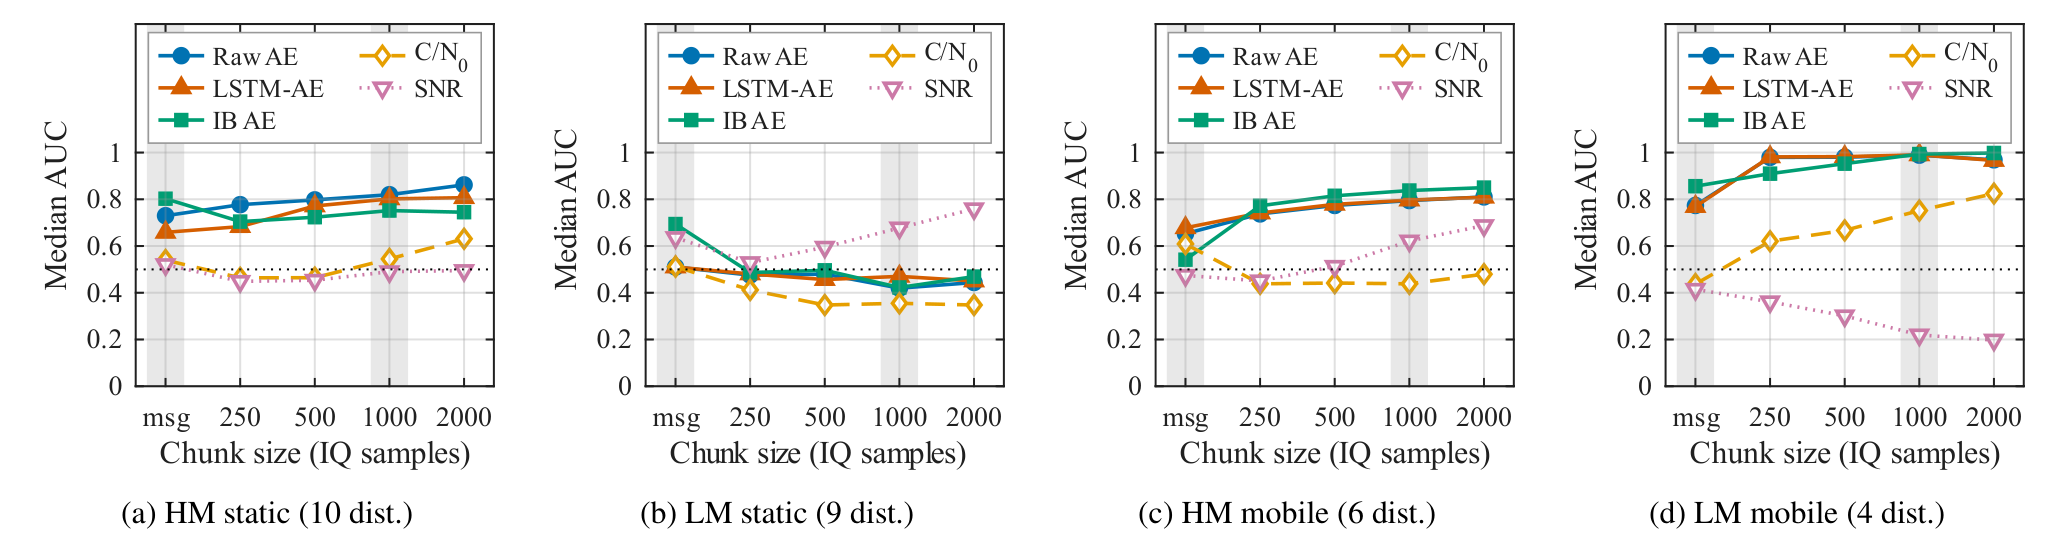 Raw AE
LSTM-AE
IB AE
C/N0
SNR
Median AUC
1
0.8
0.6
0.4
0.2
0
msg 250 500 1000 2000
Chunk size (IQ samples)
(a) HM static (10 dist.)
Raw AE
LSTM-AE
IB AE
C/N0
SNR
Median AUC
1
0.8
0.6
0.4
0.2
0
msg 250 500 1000 2000
Chunk size (IQ samples)
(b) LM static (9 dist.)
Raw AE
LSTM-AE
IB AE
C/N0
SNR
Median AUC
1
0.8
0.6
0.4
0.2
0
msg 250 500 1000 2000
Chunk size (IQ samples)
(c) HM mobile (6 dist.)
Raw AE
LSTM-AE
IB AE
C/N0
SNR
Median AUC
1
0.8
0.6
0.4
0.2
0
msg 250 500 1000 2000
Chunk size (IQ samples)
(d) LM mobile (4 dist.)